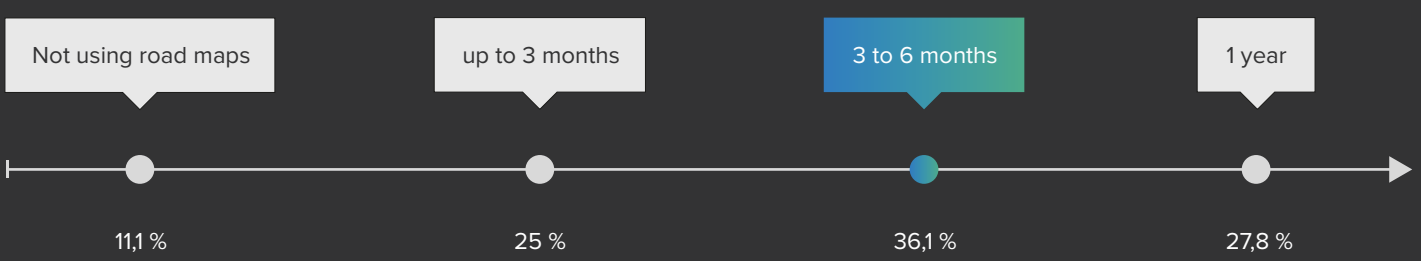 Not using road maps
up to 3 months
3 to 6 months
1 year
11,1 %
25 %
36,1 %
27,8 %